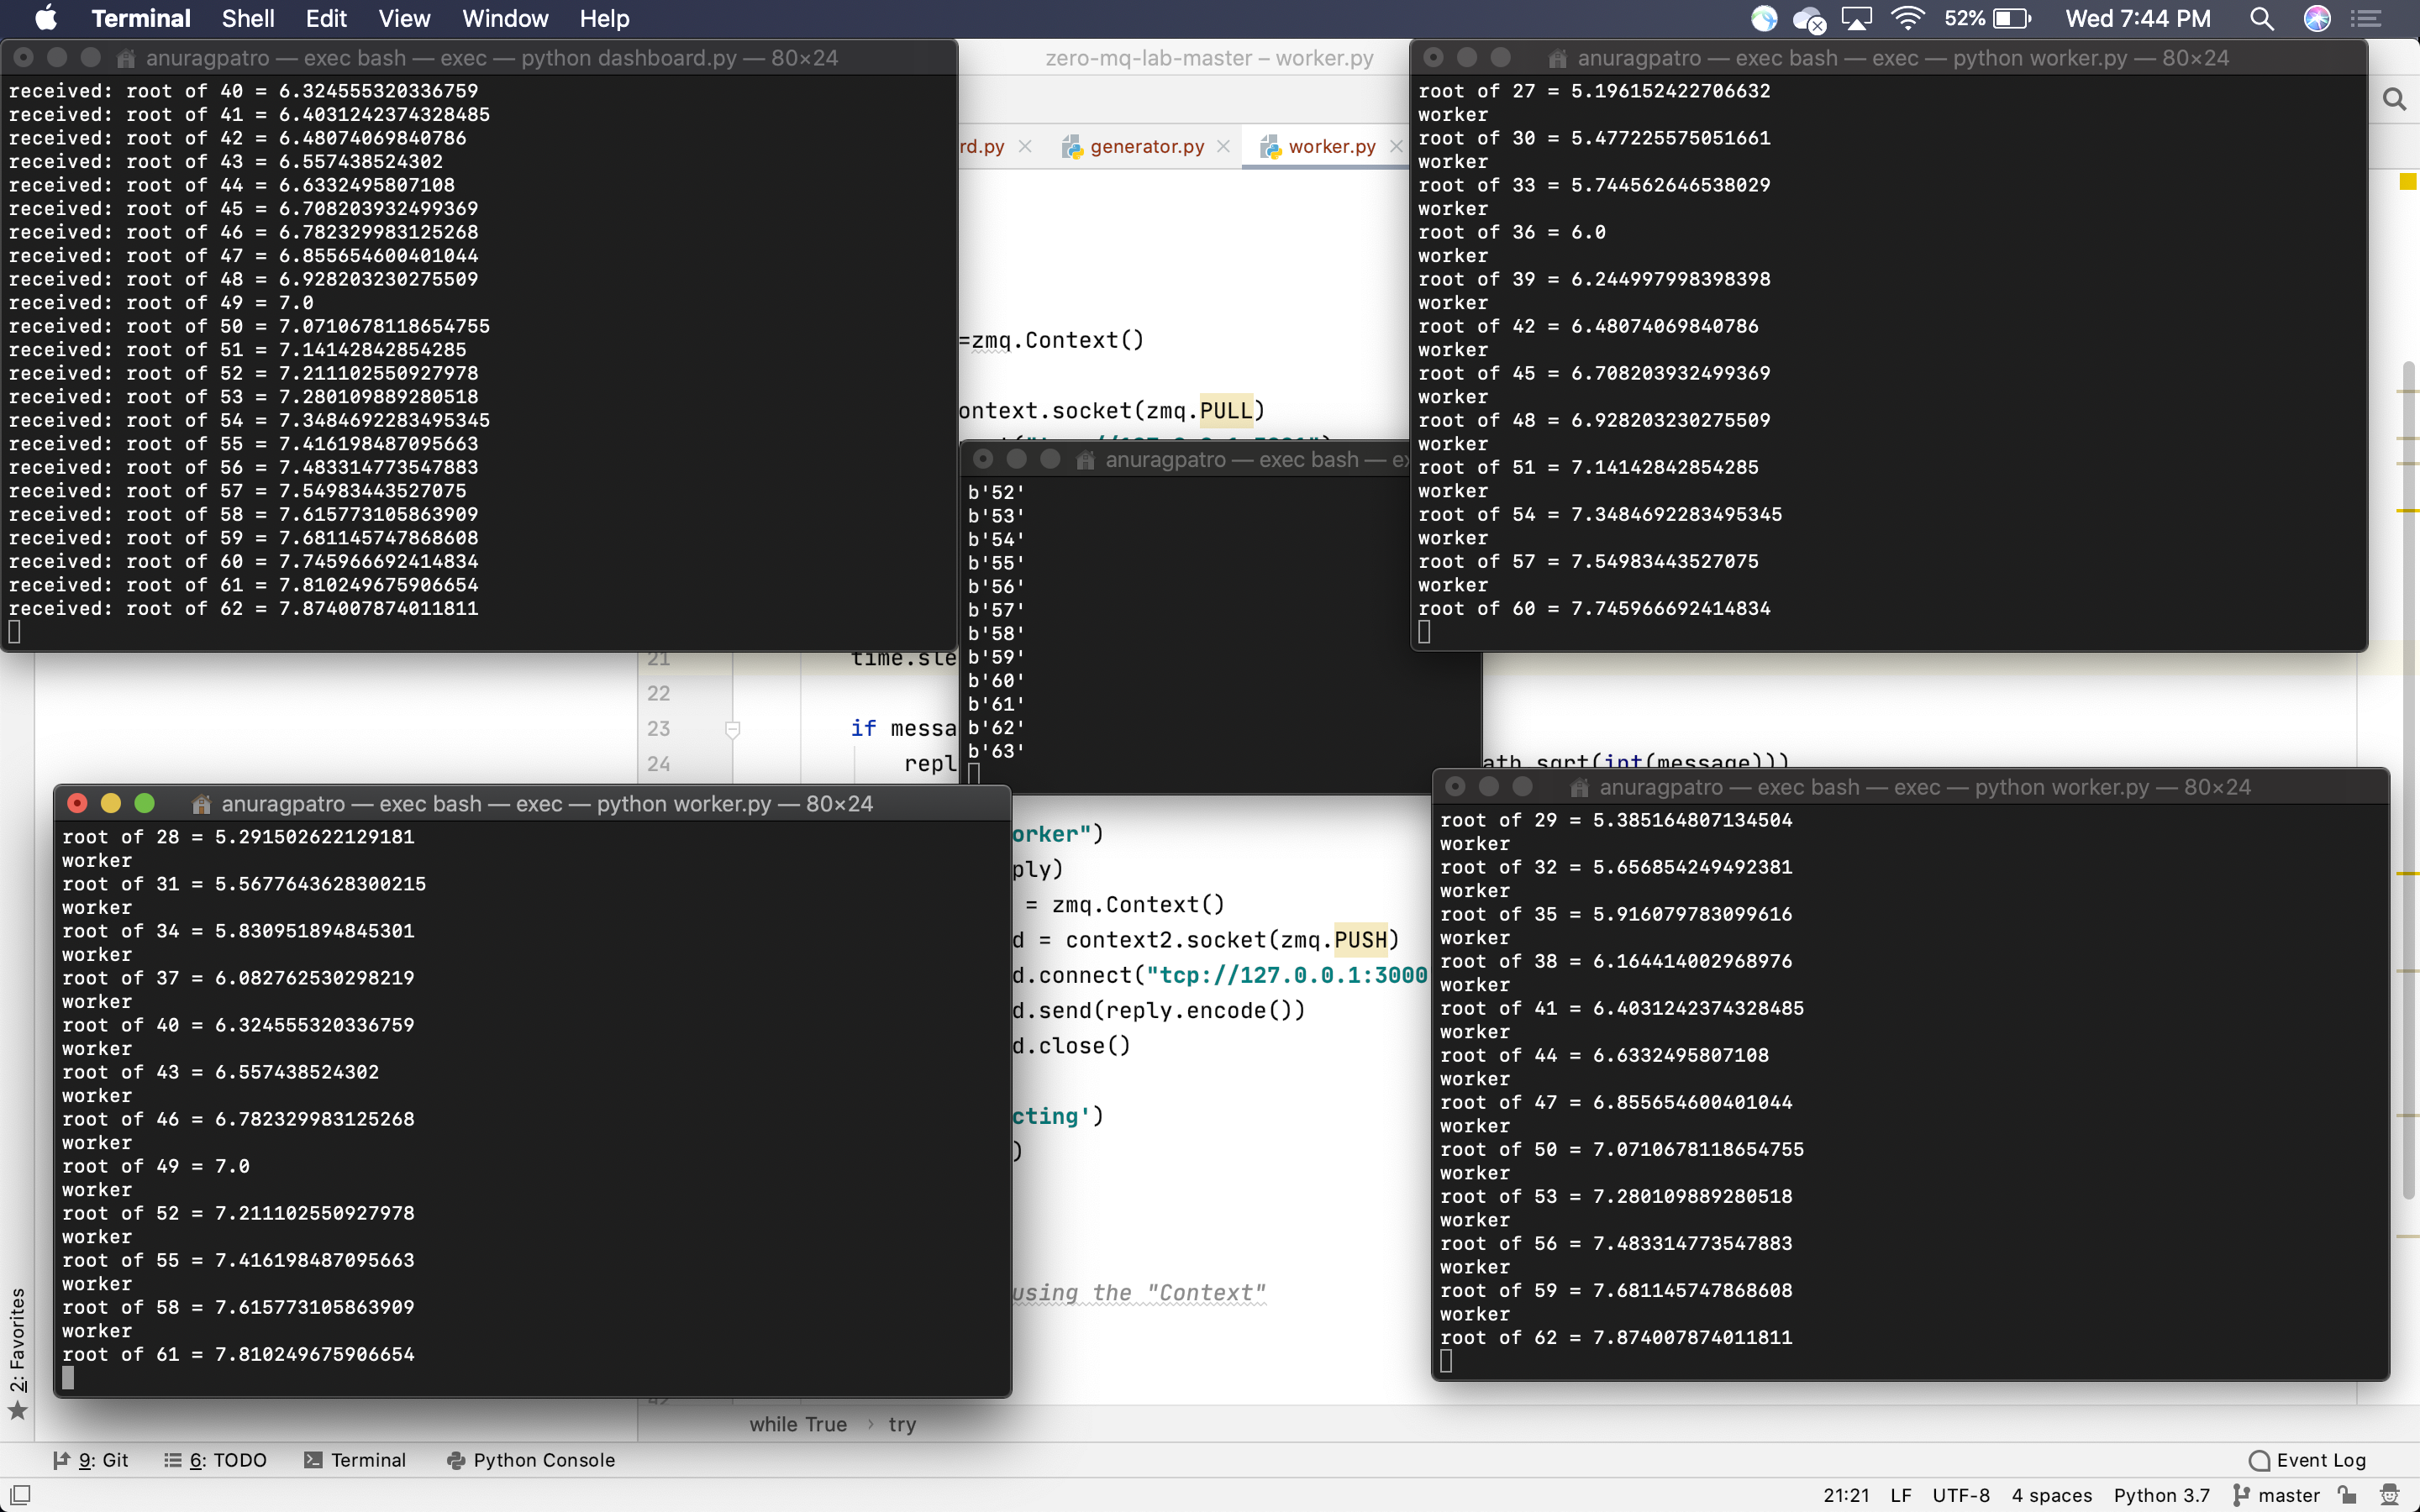 Terminal Shell Edit View Window Help 52% Wed 7:44 PM
anuragpatro — exec bash — exec — python dashboard.py — 80×24
received: root of 40 = 6.324555320336759
received: root of 41 = 6.4031242374328485
received: root of 42 = 6.48074069840786
received: root of 43 = 6.557438524302
received: root of 44 = 6.6332495807108
received: root of 45 = 6.708203932499369
received: root of 46 = 6.782329983125268
received: root of 47 = 6.855654600401044
received: root of 48 = 6.928203230275509
received: root of 49 = 7.0
received: root of 50 = 7.0710678118654755
received: root of 51 = 7.14142842854285
received: root of 52 = 7.211102550927978
received: root of 53 = 7.280109889280518
received: root of 54 = 7.3484692283495345
received: root of 55 = 7.416198487095663
received: root of 56 = 7.483314773547883
received: root of 57 = 7.54983443527075
received: root of 58 = 7.615773105863909
received: root of 59 = 7.681145747868608
received: root of 60 = 7.745966692414834
received: root of 61 = 7.810249675906654
received: root of 62 = 7.874007874011811
zero-mq-lab-master – worker.py
rd.py generator.py worker.py
=zmq.Context()
ontext.socket(zmq.PULL)
anuragpatro — exec bash — ex
b'52'
b'53'
b'54'
b'55'
b'56'
b'57'
b'58'
b'59'
b'60'
b'61'
b'62'
b'63'
anuragpatro — exec bash — exec — python worker.py — 80×24
root of 27 = 5.196152422706632
worker
root of 30 = 5.477225575051661
worker
root of 33 = 5.744562646538029
worker
root of 36 = 6.0
worker
root of 39 = 6.244997998398398
worker
root of 42 = 6.48074069840786
worker
root of 45 = 6.708203932499369
worker
root of 48 = 6.928203230275509
worker
root of 51 = 7.14142842854285
worker
root of 54 = 7.3484692283495345
worker
root of 57 = 7.54983443527075
worker
root of 60 = 7.745966692414834
21 time.sle
22
23 if messa
24 repl ath.sqrt(int(message)))
anuragpatro — exec bash — exec — python worker.py — 80×24
root of 28 = 5.291502622129181
worker
root of 31 = 5.5677643628300215
worker
root of 34 = 5.830951894845301
worker
root of 37 = 6.082762530298219
worker
root of 40 = 6.324555320336759
worker
root of 43 = 6.557438524302
worker
root of 46 = 6.782329983125268
worker
root of 49 = 7.0
worker
root of 52 = 7.211102550927978
worker
root of 55 = 7.416198487095663
worker
root of 58 = 7.615773105863909
worker
root of 61 = 7.810249675906654
orker")
ply)
= zmq.Context()
d = context2.socket(zmq.PUSH)
d.connect("tcp://127.0.0.1:3000
d.send(reply.encode())
d.close()
cting')
)
using the "Context"
anuragpatro — exec bash — exec — python worker.py — 80×24
root of 29 = 5.385164807134504
worker
root of 32 = 5.656854249492381
worker
root of 35 = 5.916079783099616
worker
root of 38 = 6.164414002968976
worker
root of 41 = 6.4031242374328485
worker
root of 44 = 6.6332495807108
worker
root of 47 = 6.855654600401044
worker
root of 50 = 7.0710678118654755
worker
root of 53 = 7.280109889280518
worker
root of 56 = 7.483314773547883
worker
root of 59 = 7.681145747868608
worker
root of 62 = 7.874007874011811
2: Favorites
while True › try
9: Git 6: TODO Terminal Python Console Event Log
21:21 LF UTF-8 4 spaces Python 3.7 master